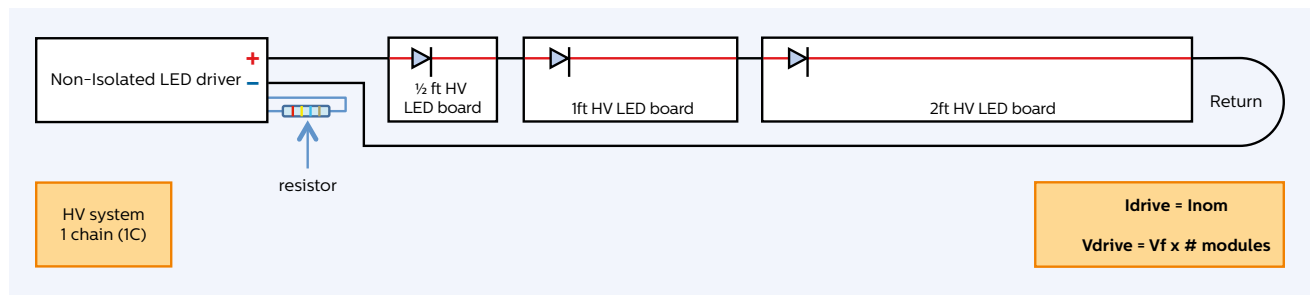 +
Non-Isolated LED driver –
½ ft HV
LED board
1ft HV LED board
2ft HV LED board
Return
resistor
HV system
1 chain (1C)
Idrive = Inom
Vdrive = Vf x # modules